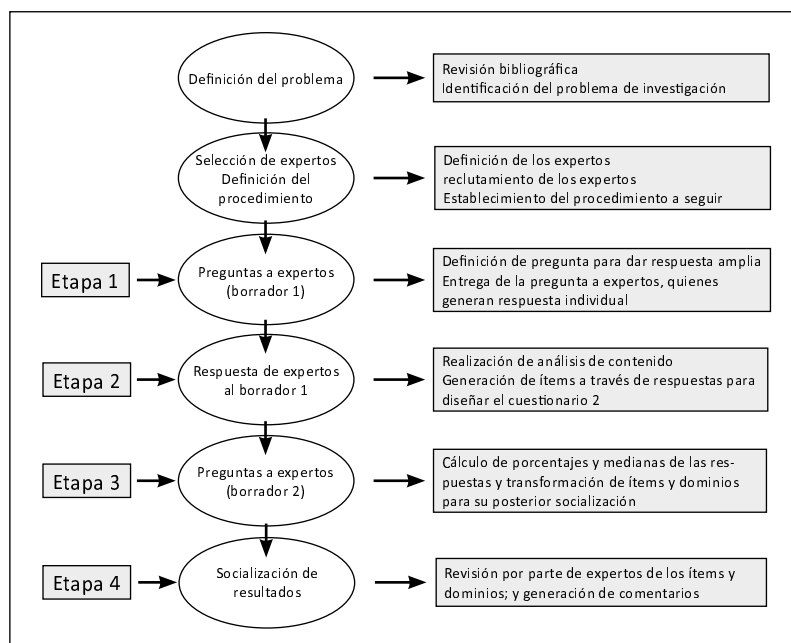 Definición del problema
Revisión bibliográfica
Identificación del problema de investigación
Selección de expertos
Definición del
procedimiento
Definición de los expertos
reclutamiento de los expertos
Establecimiento del procedimiento a seguir
Etapa 1
Preguntas a expertos
(borrador 1)
Definición de pregunta para dar respuesta amplia
Entrega de la pregunta a expertos, quienes
generan respuesta individual
Etapa 2
Respuesta de expertos
al borrador 1
Realización de análisis de contenido
Generación de ítems a través de respuestas para
diseñar el cuestionario 2
Etapa 3
Preguntas a expertos
(borrador 2)
Cálculo de porcentajes y medianas de las res-
puestas y transformación de ítems y dominios
para su posterior socialización
Etapa 4
Socialización de
resultados
Revisión por parte de expertos de los ítems y
dominios; y generación de comentarios